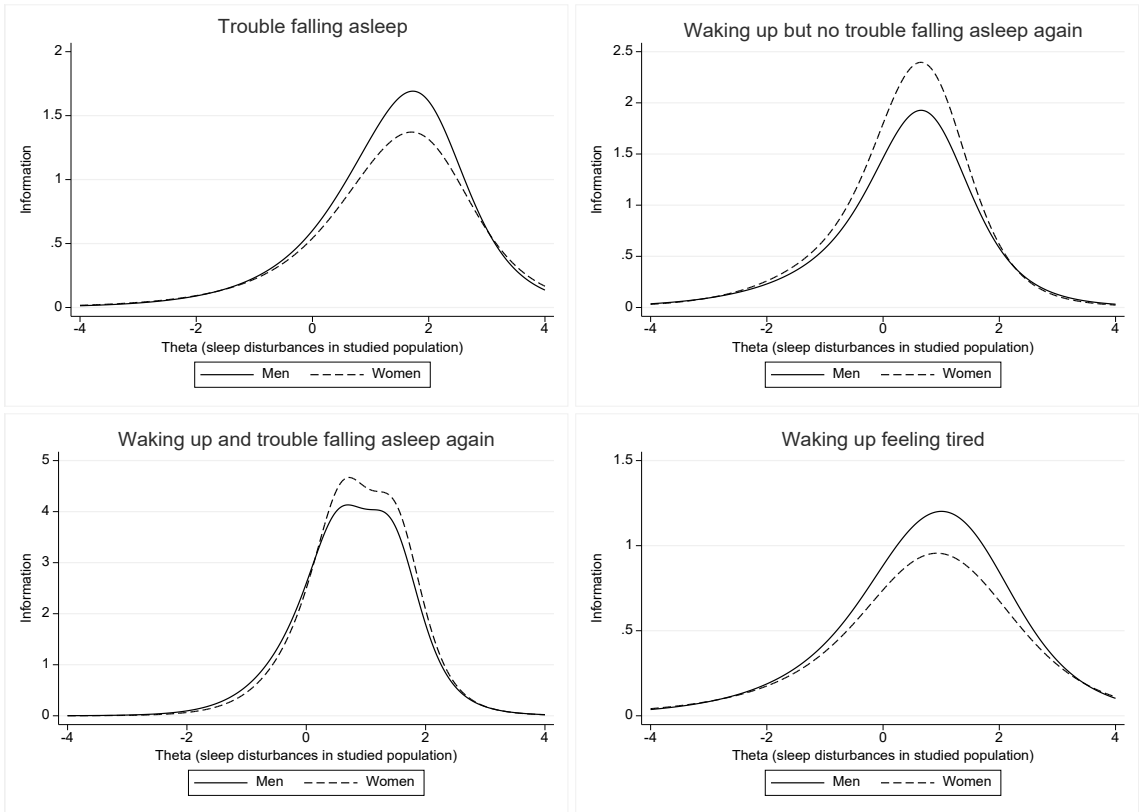 Trouble falling asleep
2
1.5
1
.5
0
Information
-4 -2 0 2 4
Theta (sleep disturbances in studied population)
Men Women
Waking up but no trouble falling asleep again
2.5
2
1.5
1
.5
0
Information
-4 -2 0 2 4
Theta (sleep disturbances in studied population)
Men Women
Waking up and trouble falling asleep again
5
4
3
2
1
0
Information
-4 -2 0 2 4
Theta (sleep disturbances in studied population)
Men Women
Waking up feeling tired
1.5
1
.5
0
Information
-4 -2 0 2 4
Theta (sleep disturbances in studied population)
Men Women